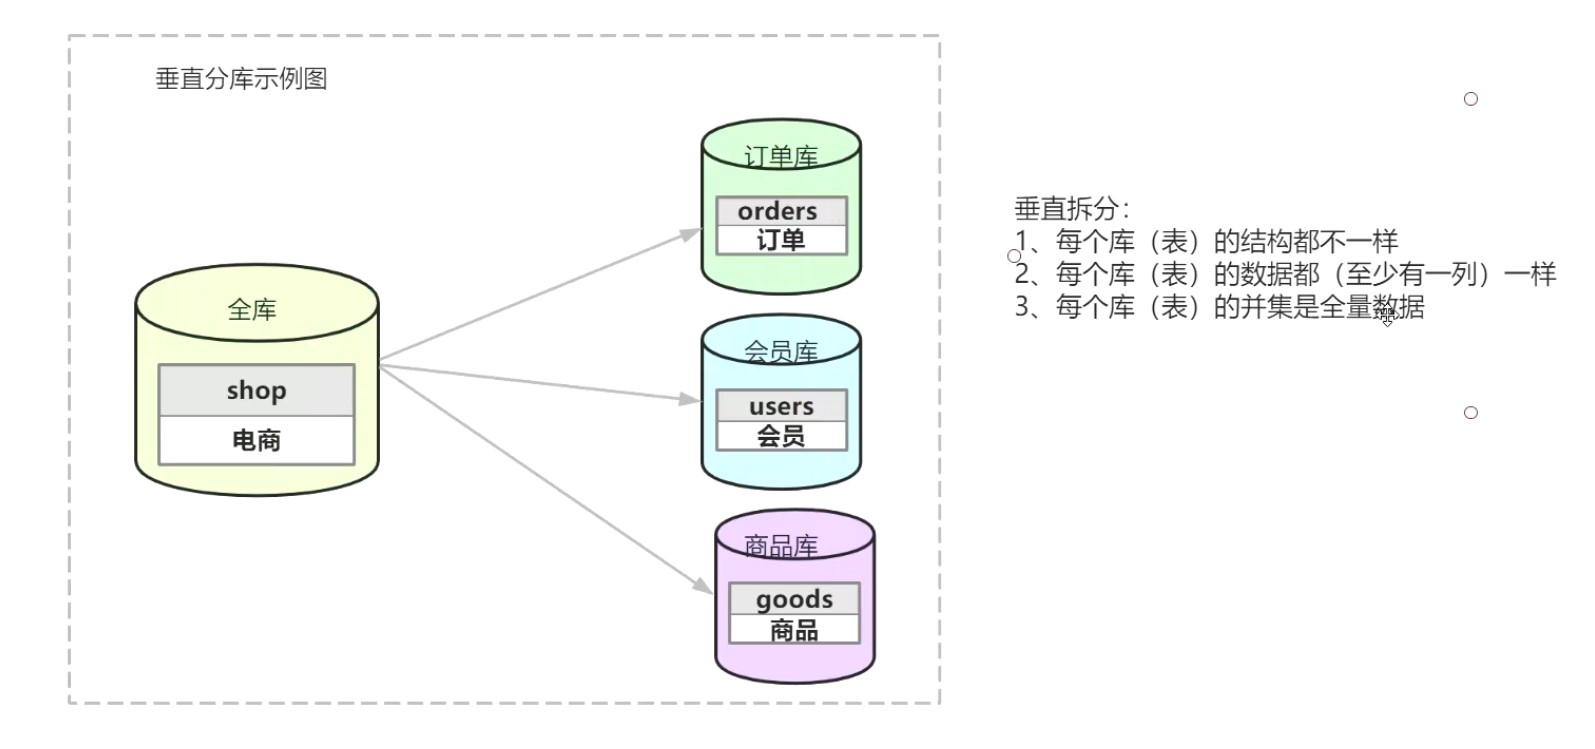 垂直分库示例图
全库
shop
电商
订单库
orders
订单
会员库
users
会员
商品库
goods
商品
垂直拆分：
1、每个库（表）的结构都不一样
2、每个库（表）的数据都（至少有一列）一样
3、每个库（表）的并集是全量数据